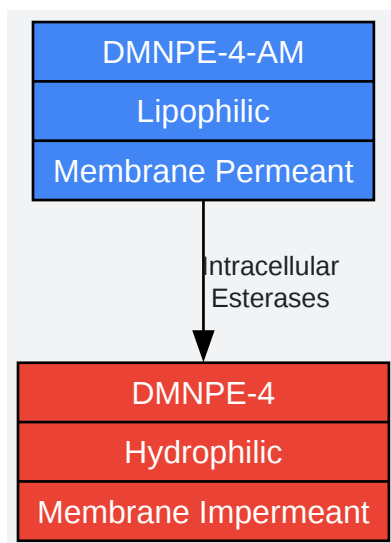 DMNPE-4-AM
Lipophilic
Membrane Permeant
Intracellular
Esterases
DMNPE-4
Hydrophilic
Membrane Impermeant